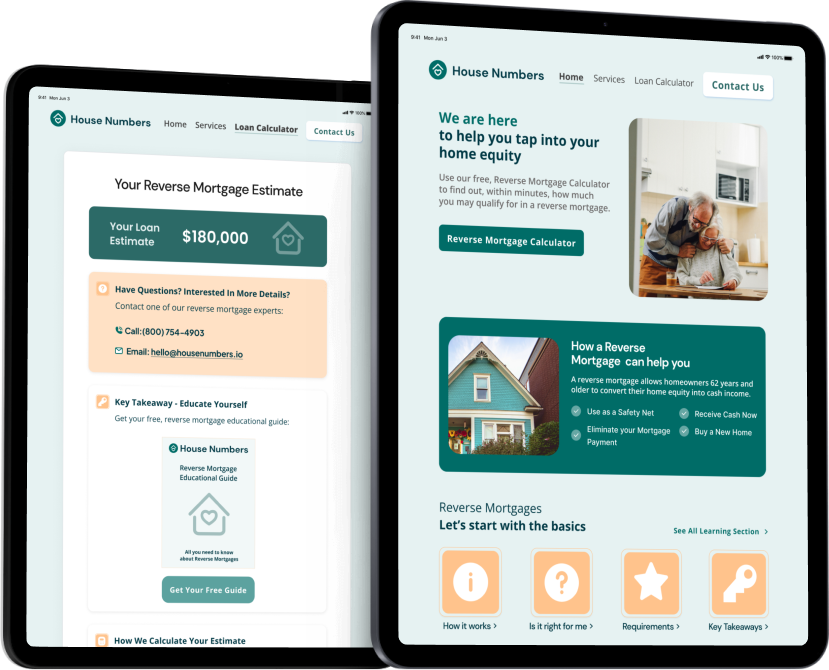 9:41 Mon Jun 3
100%
House Numbers
Home
Services
Loan Calculator
Contact Us
Your Reverse Mortgage Estimate
Your Loan
Estimate
$180,000
Have Questions? Interested In More Details?
Contact one of our reverse mortgage experts:
Call:(800) 754-4903
Email: hello@housenumbers.io
Key Takeaway - Educate Yourself
Get your free, reverse mortgage educational guide:
House Numbers
Reverse Mortgage
Educational Guide
All you need to know
about Reverse Mortgages
Get Your Free Guide
How We Calculate Your Estimate
9:41 Mon Jun 3
100%
House Numbers
Home
Services
Loan Calculator
Contact Us
We are here
to help you tap into your
home equity
Use our free, Reverse Mortgage Calculator
to find out, within minutes, how much
you may qualify for in a reverse mortgage.
Reverse Mortgage Calculator
How a Reverse
Mortgage can help you
A reverse mortgage allows homeowners 62 years and
older to convert their home equity into cash income.
Use as a Safety Net
Receive Cash Now
Eliminate your Mortgage
Payment
Buy a New Home
Reverse Mortgages
Let's start with the basics
See All Learning Section >
How it works >
Is it right for me >
Requirements >
Key Takeaways >